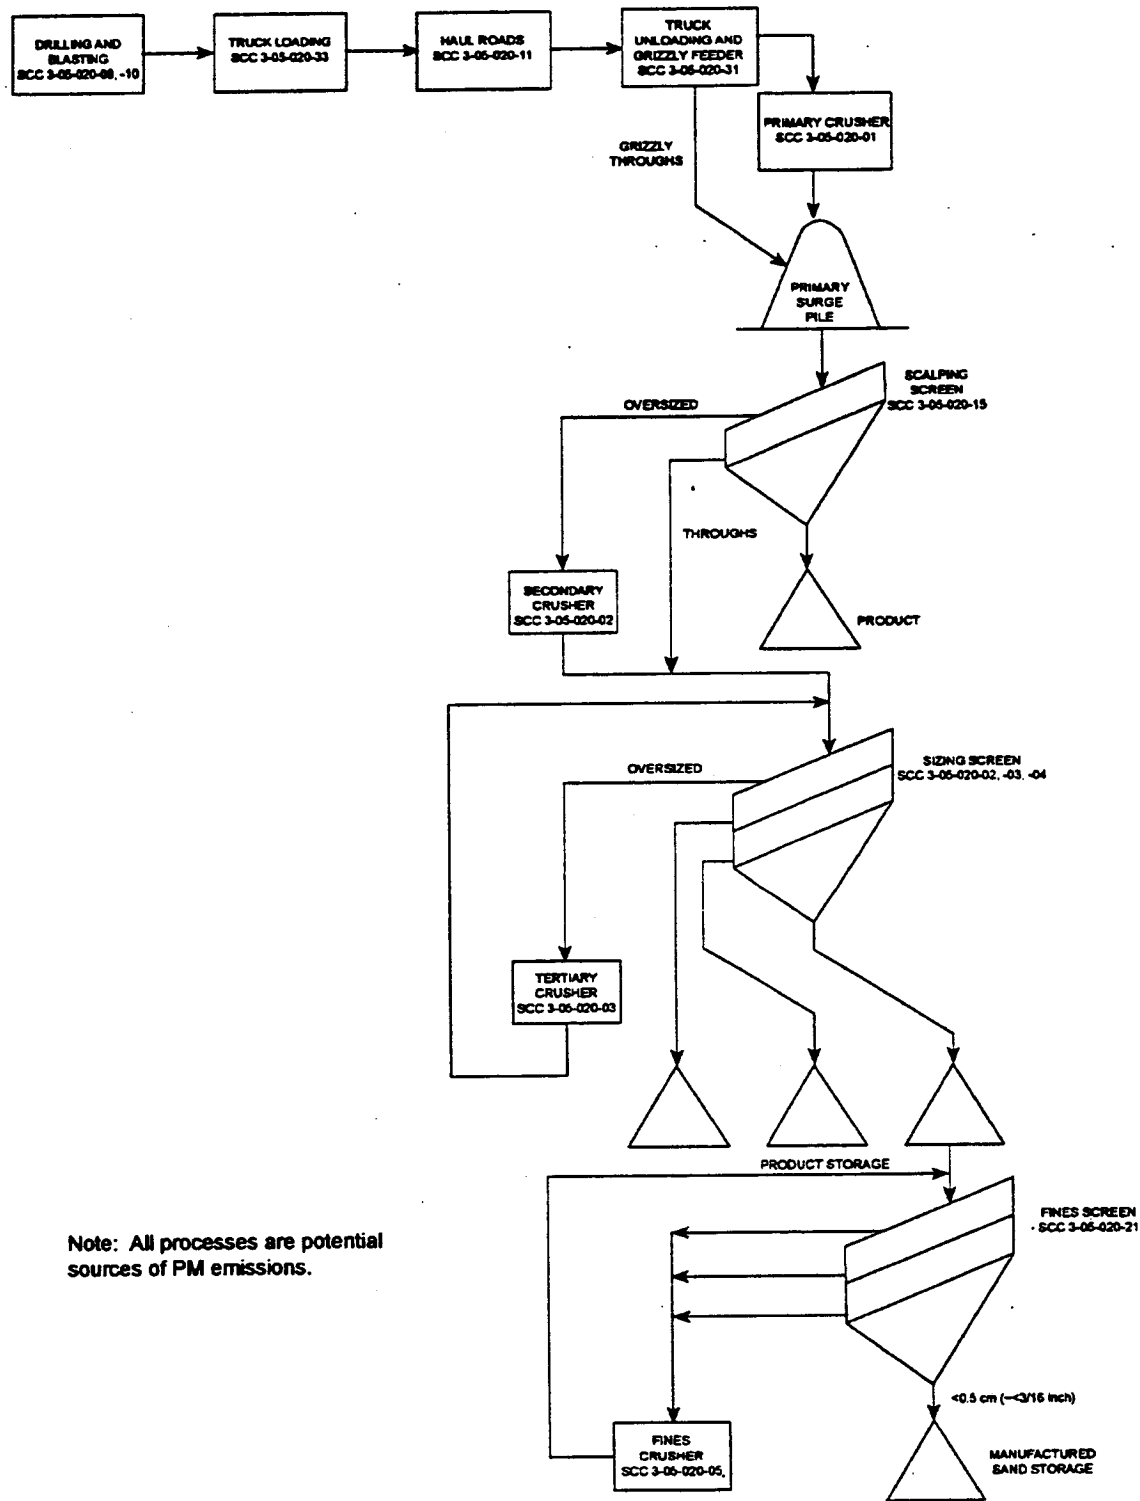 DRILLING AND
BLASTING
SCC 3-05-020-09, -10
TRUCK LOADING
SCC 3-05-020-33
HAUL ROADS
SCC 3-05-020-11
TRUCK
UNLOADING AND
GRIZZLY FEEDER
SCC 3-05-020-31
PRIMARY CRUSHER
SCC 3-05-020-01
GRIZZLY
THROUGHS
PRIMARY
SURGE
PILE
SCALPING
SCREEN
SCC 3-05-020-15
OVERSIZED
THROUGHS
SECONDARY
CRUSHER
SCC 3-05-020-02
PRODUCT
SIZING SCREEN
SCC 3-05-020-02, -03, -04
OVERSIZED
TERTIARY
CRUSHER
SCC 3-05-020-03
PRODUCT STORAGE
FINES SCREEN
SCC 3-05-020-21
Note: All processes are potential
sources of PM emissions.
<0.5 cm (~<3/16 inch)
FINES
CRUSHER
SCC 3-05-020-05
MANUFACTURED
SAND STORAGE